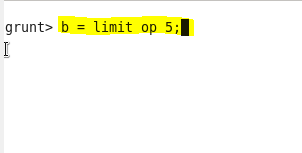 grunt> b = limit op 5;